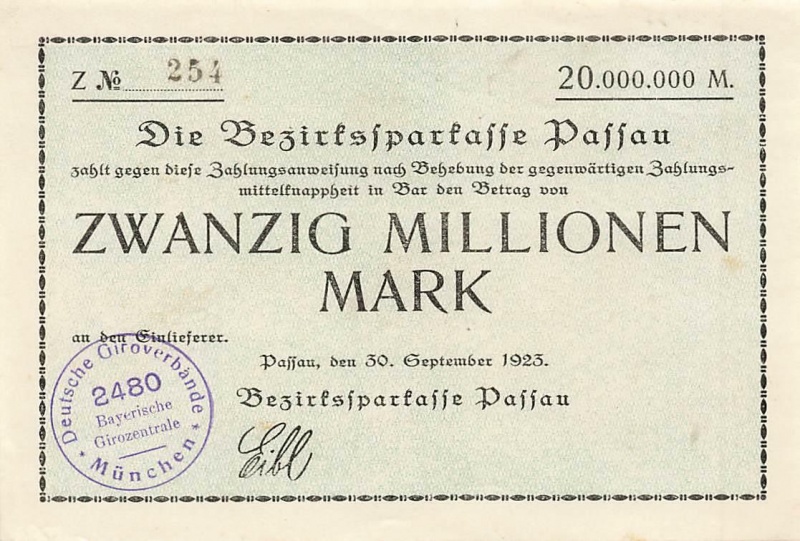 Z № 254
20.000.000 M.
Die Bezirkssparkasse Passau
zahlt gegen diese Zahlungsanweisung nach Behebung der gegenwärtigen Zahlungs-
mittelknappheit in Bar den Betrag von
ZWANZIG MILLIONEN
MARK
an den Einlieferer.
Passau, den 30. September 1923.
Bezirkssparkasse Passau
Eibl
Deutsche Giroverbände
2480
Bayerische
Girozentrale
* München *